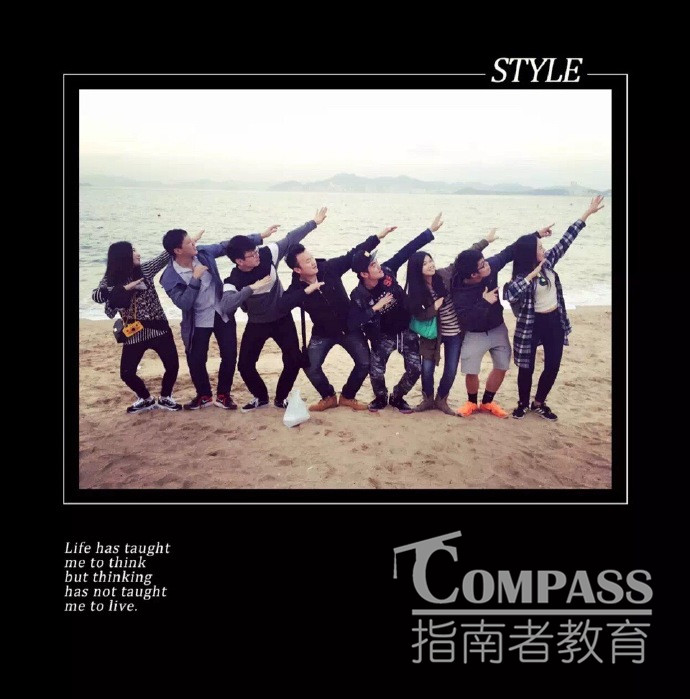 STYLE
Life has taught
me to think
but thinking
has not taught
me to live.
COMPASS
指南者教育